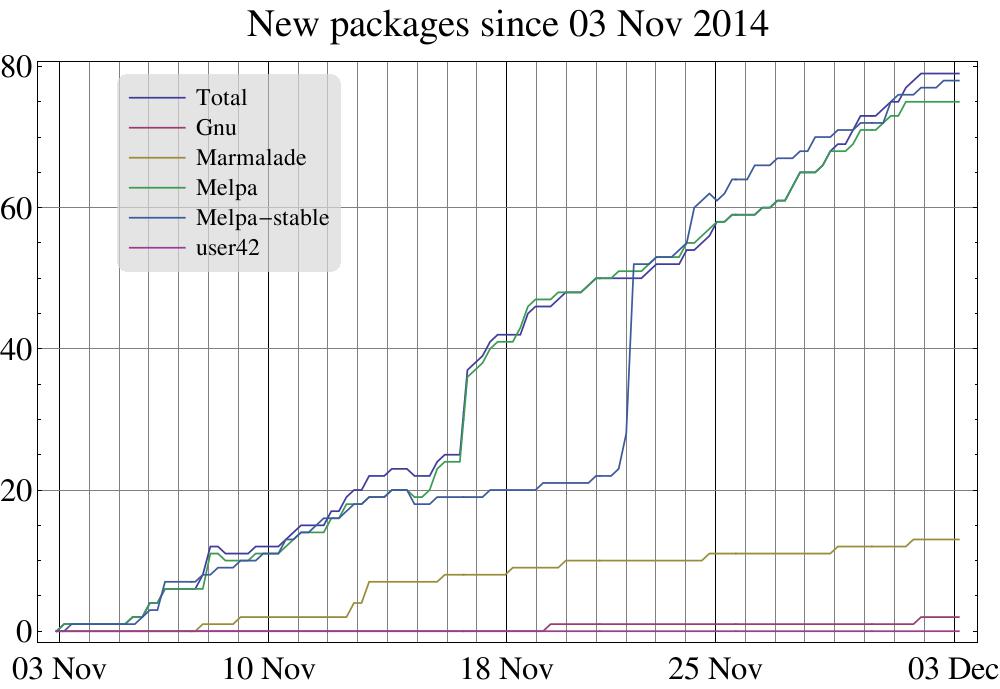 New packages since 03 Nov 2014
80
60
40
20
0
Total
Gnu
Marmalade
Melpa
Melpa−stable
user42
03 Nov 10 Nov 18 Nov 25 Nov 03 Dec